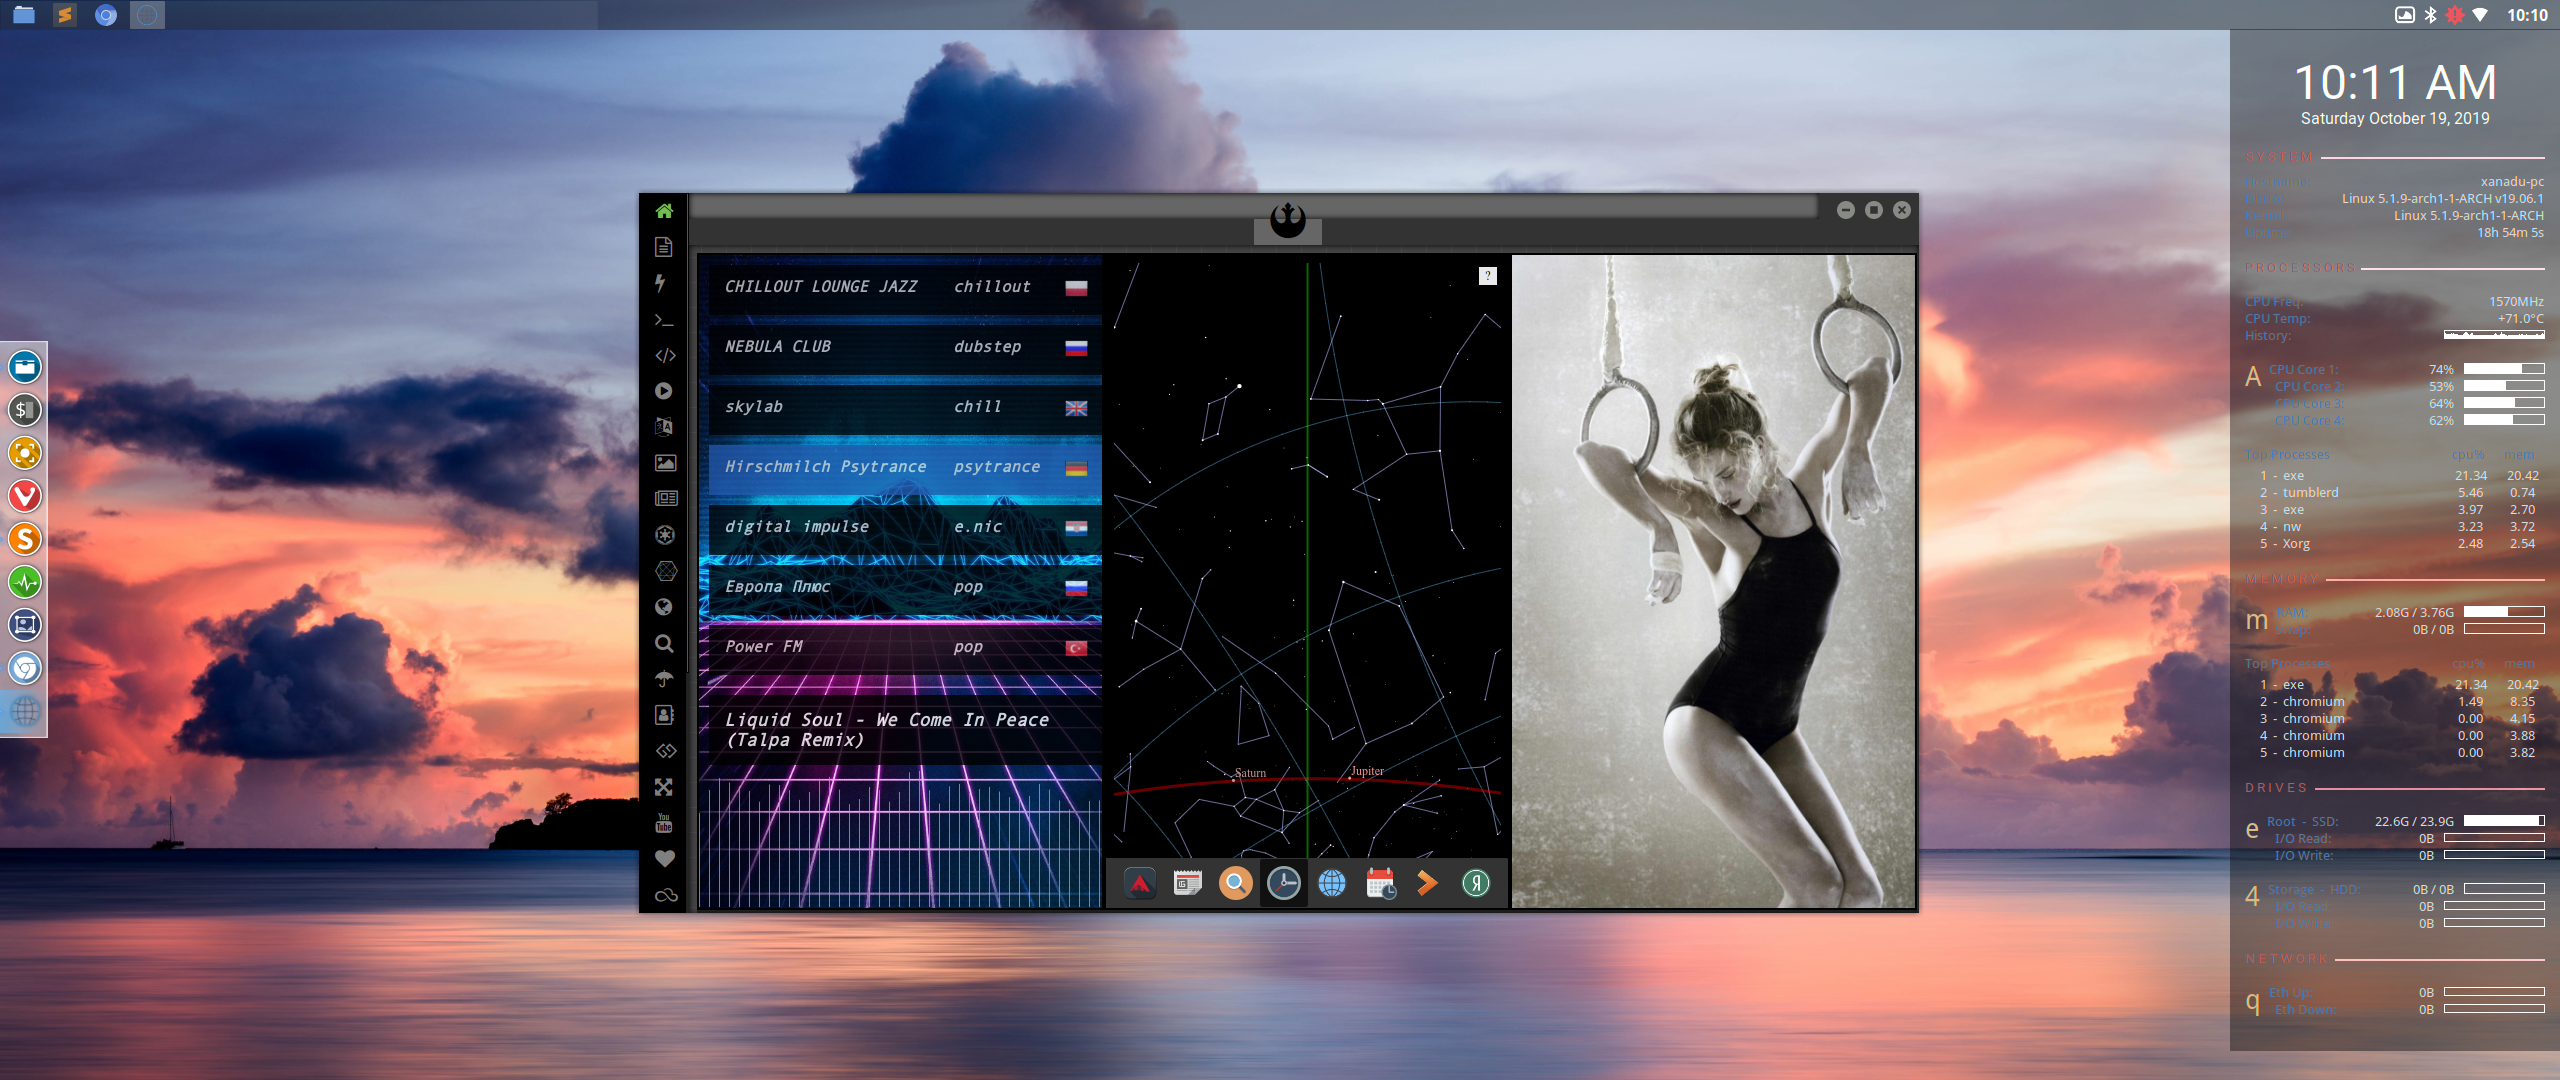 10:10
10:11 AM
Saturday October 19, 2019
SYSTEM
xanadu-pc
Linux 5.1.9-arch1-1-ARCH v19.06.1
Linux 5.1.9-arch1-1-ARCH
18h 54m 5s
PROCESSORS
CPU Freq: 1570MHz
CPU Temp: +71.0°C
History:
A CPU Core 1: 74%
CPU Core 2: 53%
CPU Core 3: 64%
CPU Core 4: 62%
Top Processes cpu% mem
1 - exe 21.34 20.42
2 - tumblerd 5.46 0.74
3 - exe 3.97 2.70
4 - nw 3.23 3.72
5 - Xorg 2.48 2.54
MEMORY
m RAM: 2.08G / 3.76G
Swap: 0B / 0B
Top Processes cpu% mem
1 - exe 21.34 20.42
2 - chromium 1.49 8.35
3 - chromium 0.00 4.15
4 - chromium 0.00 3.88
5 - chromium 0.00 3.82
DRIVES
e Root - SSD: 22.6G / 23.9G
I/O Read: 0B
I/O Write: 0B
4 Storage - HDD: 0B / 0B
I/O Read: 0B
I/O Write: 0B
NETWORK
q Eth Up: 0B
Eth Down: 0B
CHILLOUT LOUNGE JAZZ chillout
NEBULA CLUB dubstep
skylab chill
Hirschmilch Psytrance psytrance
digital impulse e.nic
Европа Плюс pop
Power FM pop
Liquid Soul - We Come In Peace
(Talpa Remix)
?
Saturn
Jupiter
You
Tube
Я